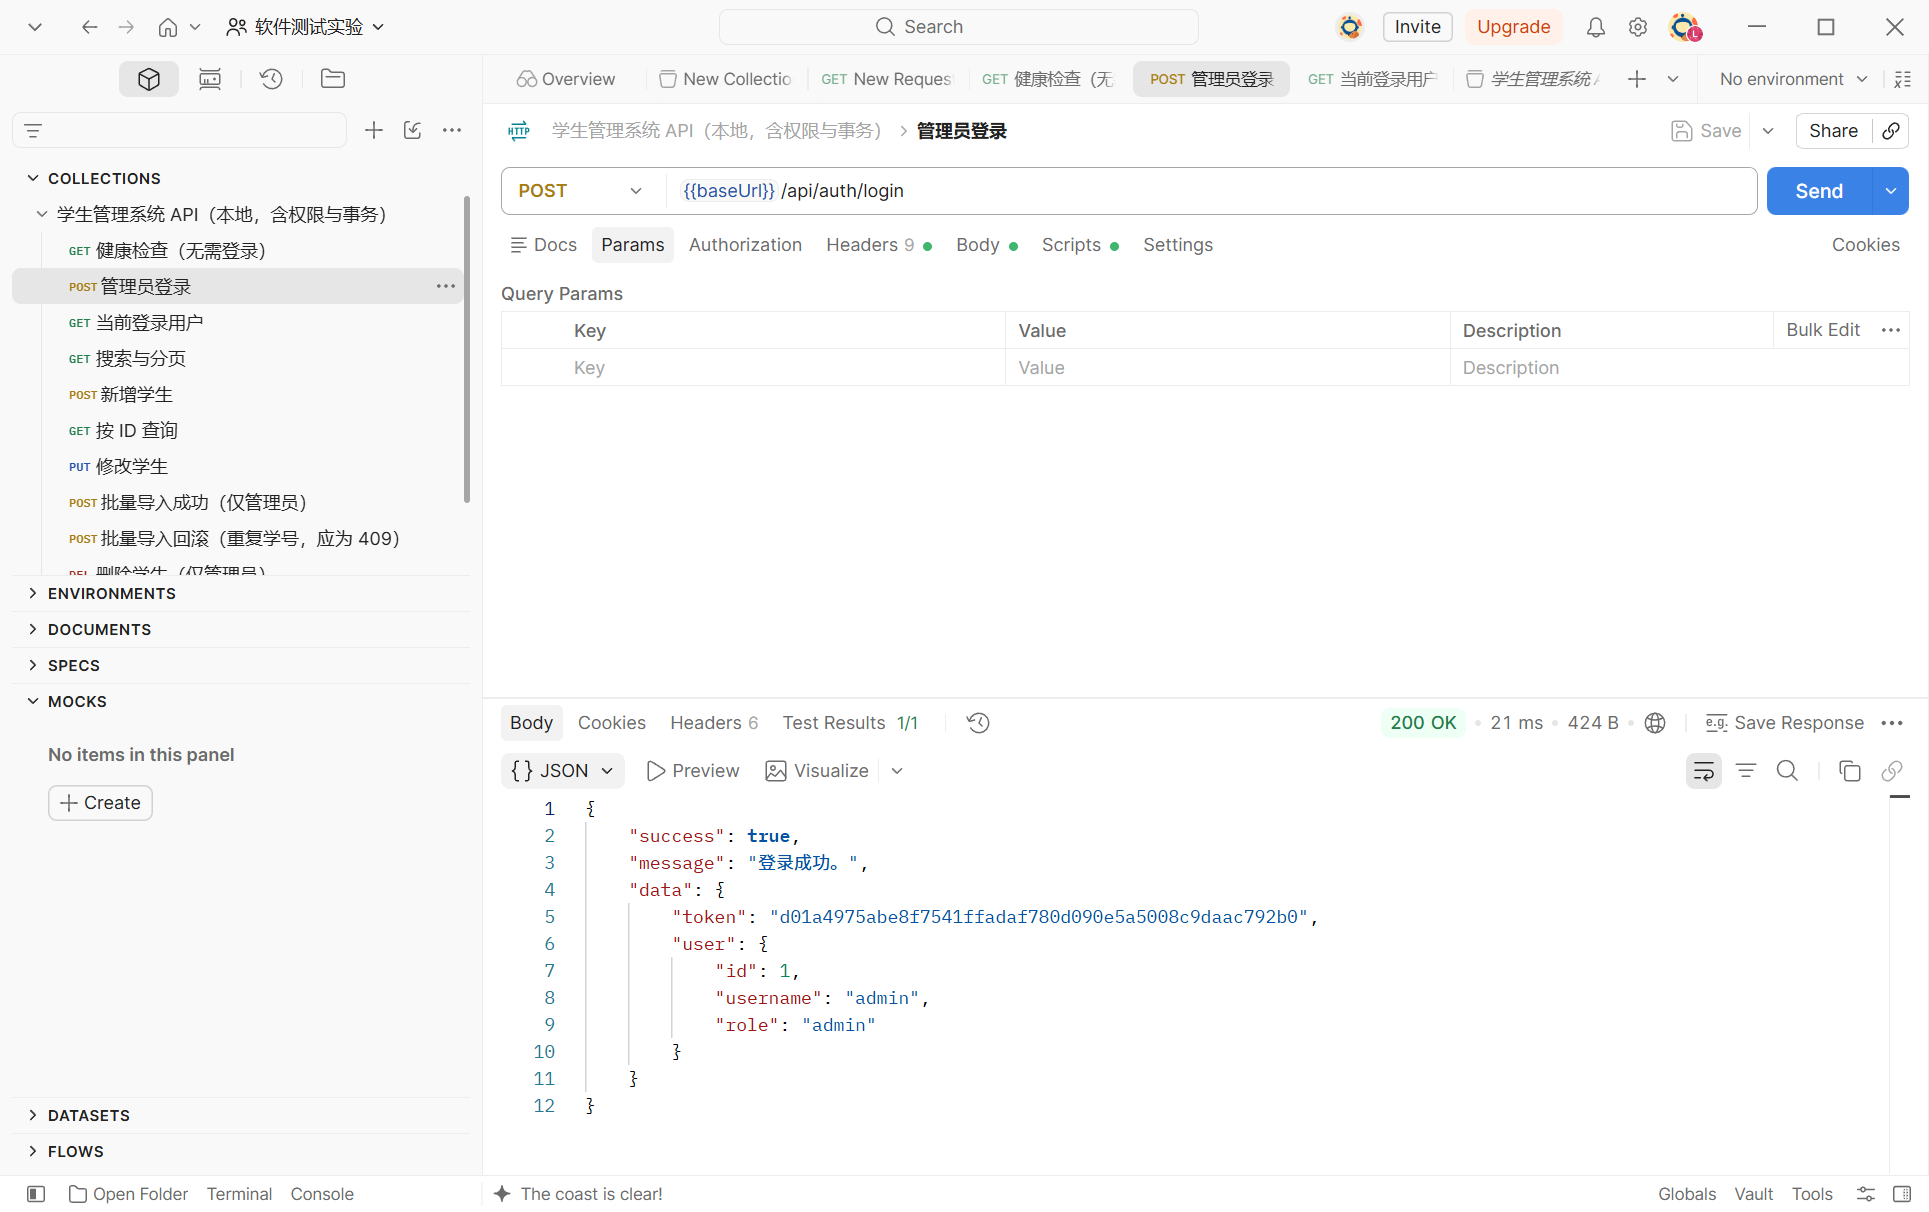 软件测试实验
Search
Invite
Upgrade
L
Overview
New Collectio
GET New Reques
GET 健康检查（无
POST 管理员登录
GET 当前登录用户
学生管理系统
No environment
学生管理系统 API（本地，含权限与事务） > 管理员登录
Save
Share
COLLECTIONS
学生管理系统 API（本地，含权限与事务）
GET 健康检查（无需登录）
POST 管理员登录
GET 当前登录用户
GET 搜索与分页
POST 新增学生
GET 按 ID 查询
PUT 修改学生
POST 批量导入成功（仅管理员）
POST 批量导入回滚（重复学号，应为 409）
DEL 删除学生（仅管理员）
ENVIRONMENTS
DOCUMENTS
SPECS
MOCKS
No items in this panel
Create
DATASETS
FLOWS
HTTP
POST
{{baseUrl}} /api/auth/login
Send
Docs
Params
Authorization
Headers 9
Body
Scripts
Settings
Cookies
Query Params
Key Value Description Bulk Edit
Key Value Description
Body
Cookies
Headers 6
Test Results 1/1
200 OK
21 ms
424 B
e.g. Save Response
{} JSON
Preview
Visualize
1 {
2 "success": true,
3 "message": "登录成功。",
4 "data": {
5 "token": "d01a4975abe8f7541ffadaf780d090e5a5008c9daac792b0",
6 "user": {
7 "id": 1,
8 "username": "admin",
9 "role": "admin"
10 }
11 }
12 }
Open Folder
Terminal
Console
The coast is clear!
Globals
Vault
Tools